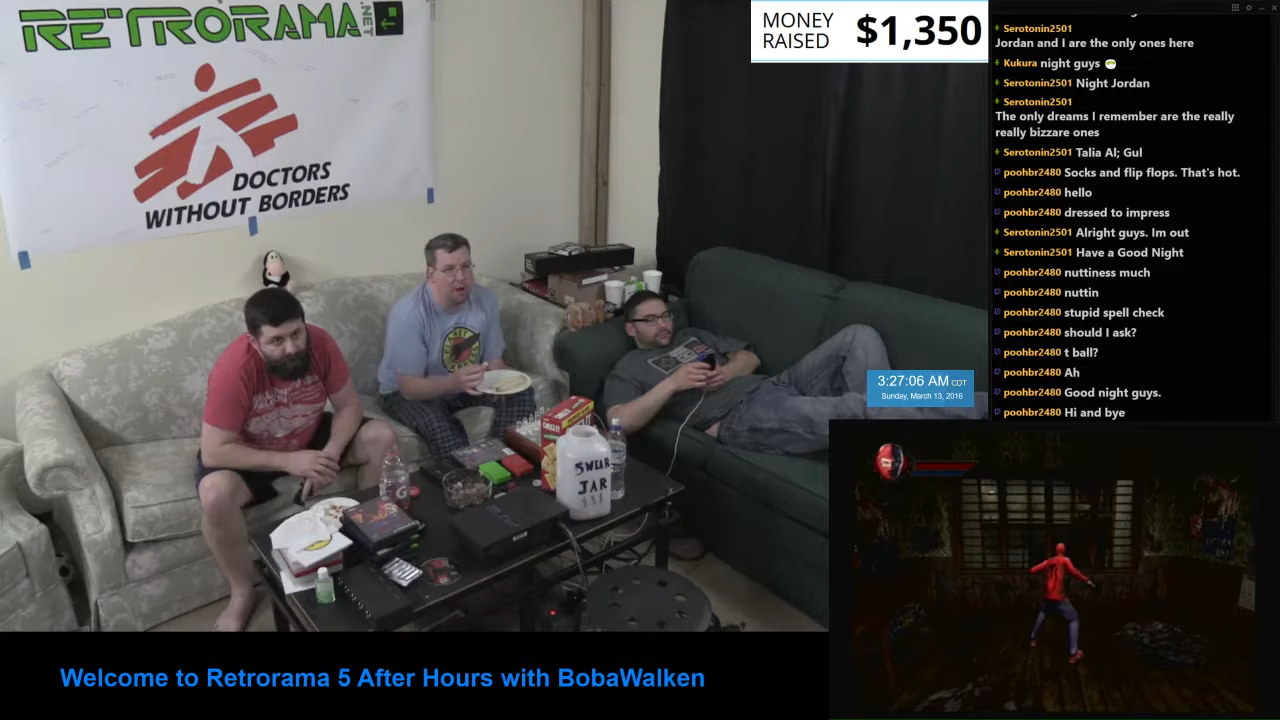 RETRORAMA.NET
DOCTORS
WITHOUT BORDERS
MONEY
RAISED
$1,350
Serotonin2501
Jordan and I are the only ones here
Kukura night guys
Serotonin2501 Night Jordan
Serotonin2501
The only dreams I remember are the really
really bizzare ones
Serotonin2501 Talia Al; Gul
poohbr2480 Socks and flip flops. That's hot.
poohbr2480 hello
poohbr2480 dressed to impress
Serotonin2501 Alright guys. Im out
Serotonin2501 Have a Good Night
poohbr2480 nuttiness much
poohbr2480 nuttin
poohbr2480 stupid spell check
poohbr2480 should I ask?
poohbr2480 t ball?
poohbr2480 Ah
poohbr2480 Good night guys.
poohbr2480 Hi and bye
3:27:06 AM CDT
Sunday, March 13, 2016
PLANET
EXPRESS
CHEEZ-IT
SWEAR
JAR
$$$
G
Welcome to Retrorama 5 After Hours with BobaWalken